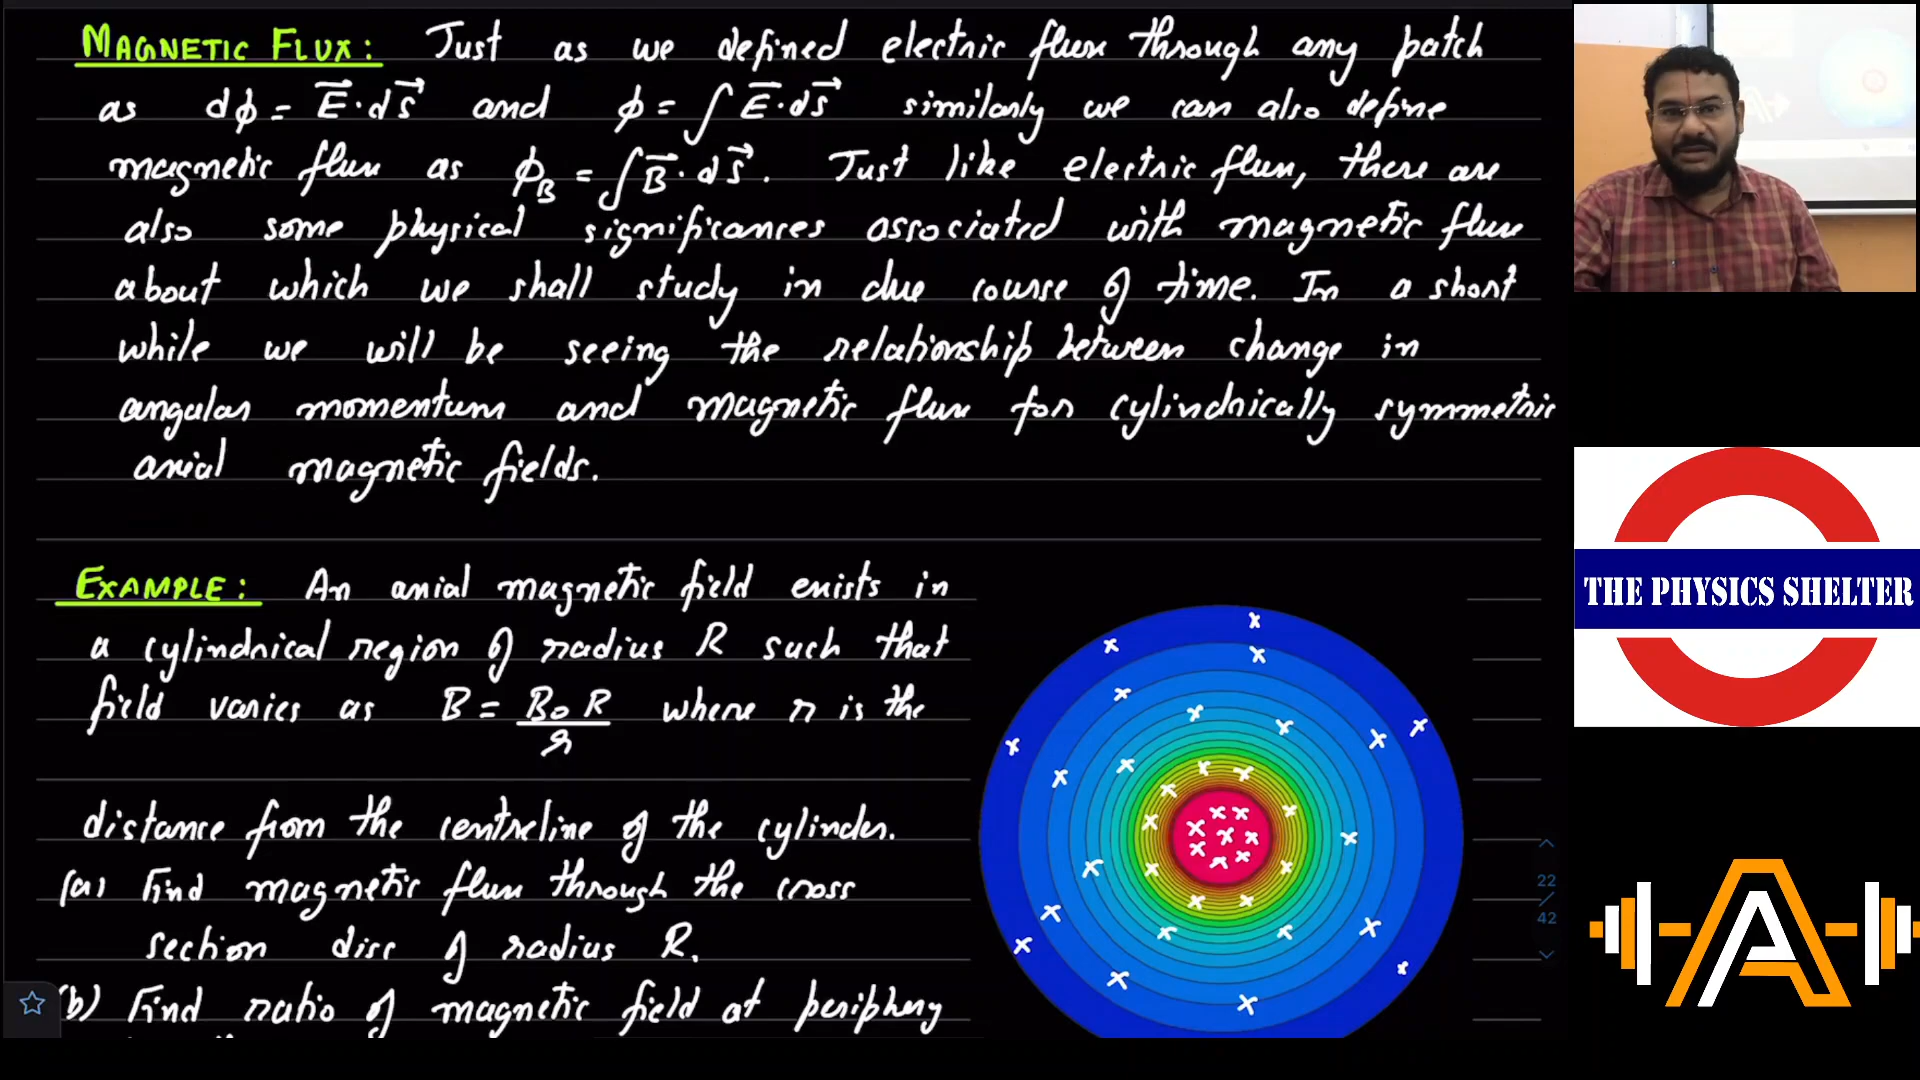 MAGNETIC FLUX: Just as we defined electric flux through any patch
as dϕ = E⃗·ds⃗ and ϕ = ∫E⃗·ds⃗ similarly we can also define
magnetic flux as ϕ_B = ∫B⃗·ds⃗. Just like electric flux, there are
also some physical significances associated with magnetic flux
about which we shall study in due course of time. In a short
while we will be seeing the relationship between change in
angular momentum and magnetic flux for cylindrically symmetric
axial magnetic fields.
EXAMPLE: An axial magnetic field exists in
a cylindrical region of radius R such that
field varies as B = B₀R/r where r is the
distance from the centreline of the cylinder.
(a) Find magnetic flux through the cross
section disc of radius R.
(b) Find ratio of magnetic field at periphery
22
/
42
THE PHYSICS SHELTER
A